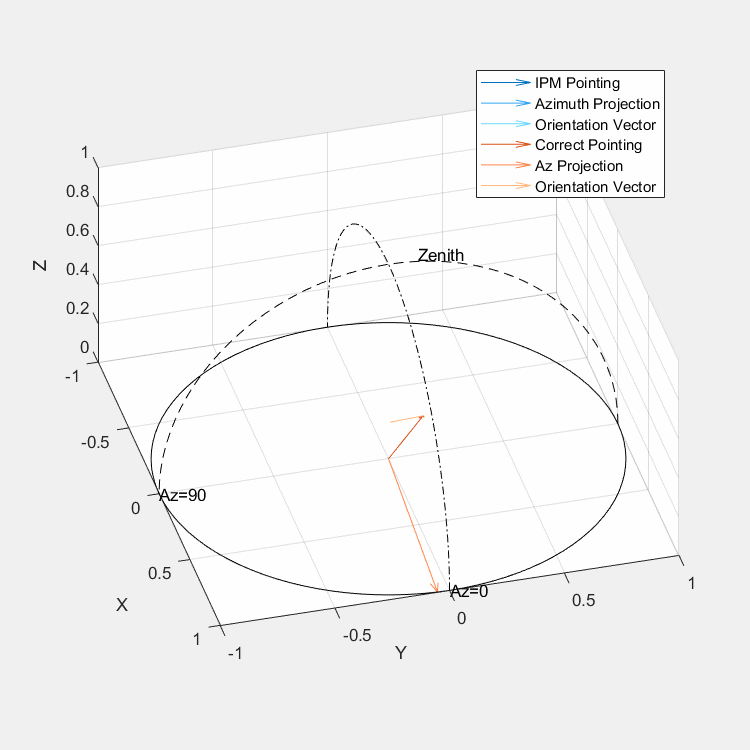 IPM Pointing
Azimuth Projection
Orientation Vector
Correct Pointing
Az Projection
Orientation Vector
1
0.8
0.6
0.4
0.2
0
Z
Zenith
-1
-0.5
0
0.5
1
X
Az=90
Az=0
-1
-0.5
0
0.5
1
Y